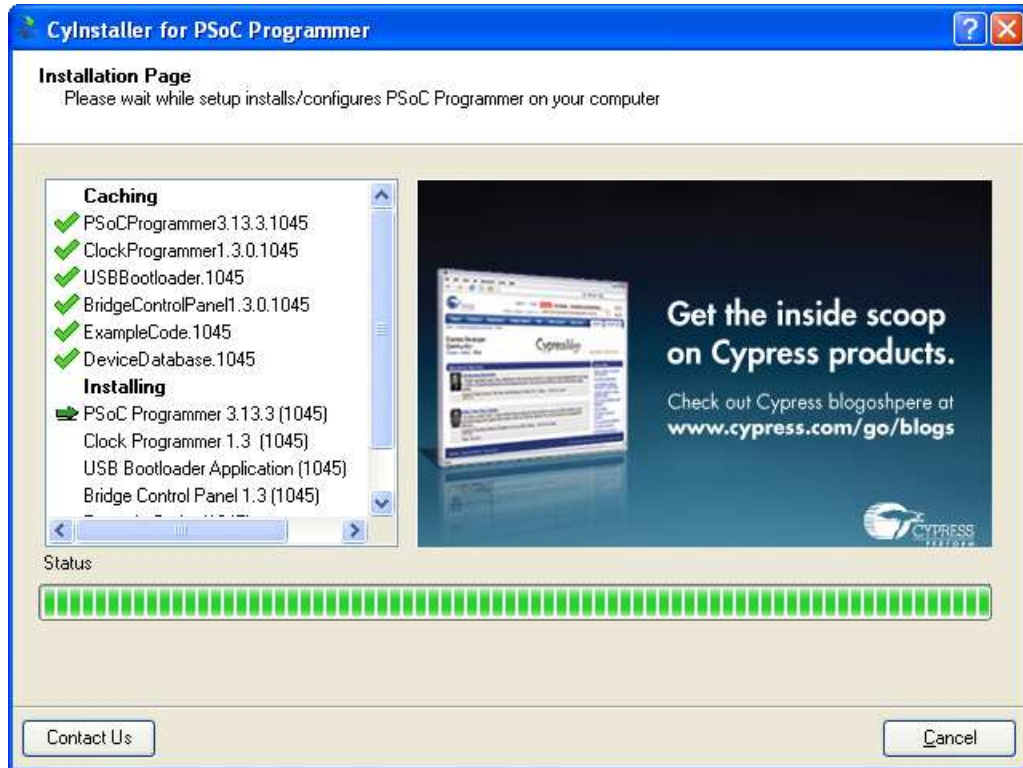 CyInstaller for PSoC Programmer
Installation Page
Please wait while setup installs/configures PSoC Programmer on your computer
Caching
PSoCProgrammer3.13.3.1045
ClockProgrammer1.3.0.1045
USBBootloader.1045
BridgeControlPanel1.3.0.1045
ExampleCode.1045
DeviceDatabase.1045
Installing
PSoC Programmer 3.13.3 (1045)
Clock Programmer 1.3 (1045)
USB Bootloader Application (1045)
Bridge Control Panel 1.3 (1045)
Get the inside scoop
on Cypress products.
Check out Cypress blogoshpere at
www.cypress.com/go/blogs
CYPRESS
PERFORM
Status
Contact Us
Cancel